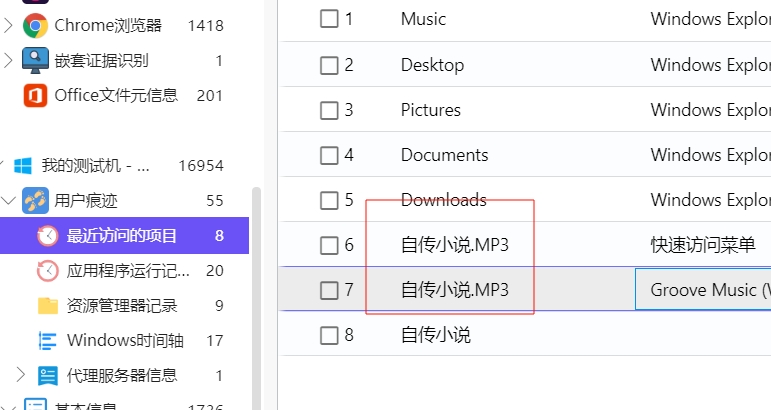 Chrome浏览器 1418
嵌套证据识别 1
Office文件元信息 201
我的测试机 - ... 16954
用户痕迹 55
最近访问的项目 8
应用程序运行记... 20
资源管理器记录 9
Windows时间轴 17
代理服务器信息 1
基本信息 1736
1 Music Windows Explor
2 Desktop Windows Explor
3 Pictures Windows Explor
4 Documents Windows Explor
5 Downloads Windows Explor
6 自传小说.MP3 快速访问菜单
7 自传小说.MP3 Groove Music (W
8 自传小说